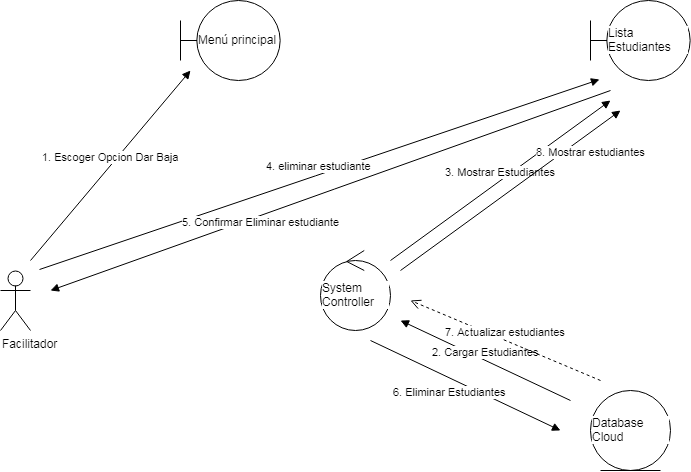 Menú principal
Lista
Estudiantes
1. Escoger Opcion Dar Baja
4. eliminar estudiante
8. Mostrar estudiantes
3. Mostrar Estudiantes
5. Confirmar Eliminar estudiante
System
Controller
Facilitador
7. Actualizar estudiantes
2. Cargar Estudiantes
6. Eliminar Estudiantes
Database
Cloud